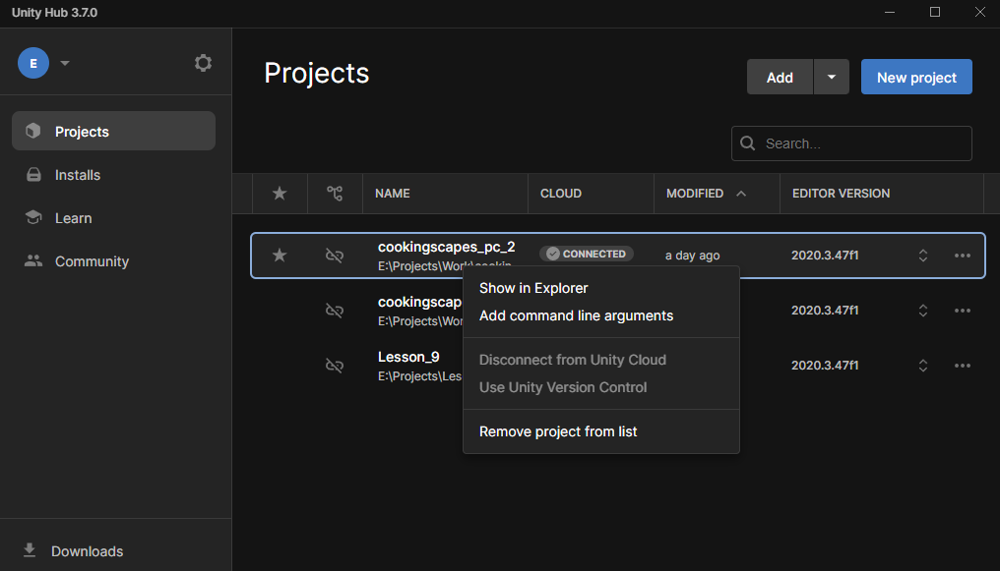 Unity Hub 3.7.0
E
Projects
Installs
Learn
Community
Downloads
Projects
Add
New project
Search...
NAME CLOUD MODIFIED EDITOR VERSION
cookingscapes_pc_2 CONNECTED a day ago 2020.3.47f1
E:\Projects\Work\
cookingscap 2020.3.47f1
E:\Projects\Wor
Lesson_9 2020.3.47f1
E:\Projects\Les
Show in Explorer
Add command line arguments
Disconnect from Unity Cloud
Use Unity Version Control
Remove project from list